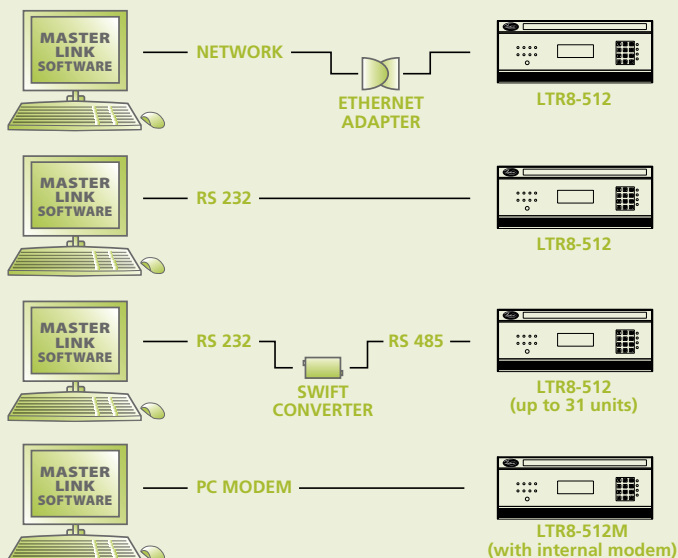 MASTER
LINK
SOFTWARE
NETWORK
ETHERNET
ADAPTER
LTR8-512
MASTER
LINK
SOFTWARE
RS 232
LTR8-512
MASTER
LINK
SOFTWARE
RS 232
RS 485
SWIFT
CONVERTER
LTR8-512
(up to 31 units)
MASTER
LINK
SOFTWARE
PC MODEM
LTR8-512M
(with internal modem)